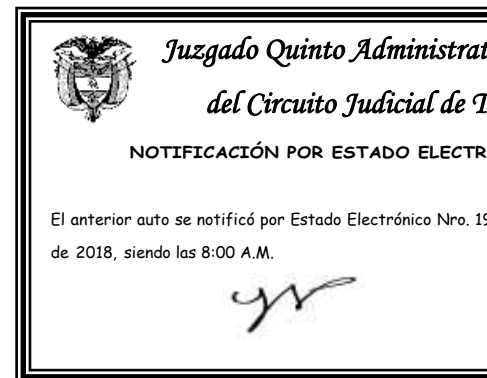 Juzgado Quinto Administrat
del Circuito Judicial de T
NOTIFICACIÓN POR ESTADO ELECTR
El anterior auto se notificó por Estado Electrónico Nro. 19
de 2018, siendo las 8:00 A.M.